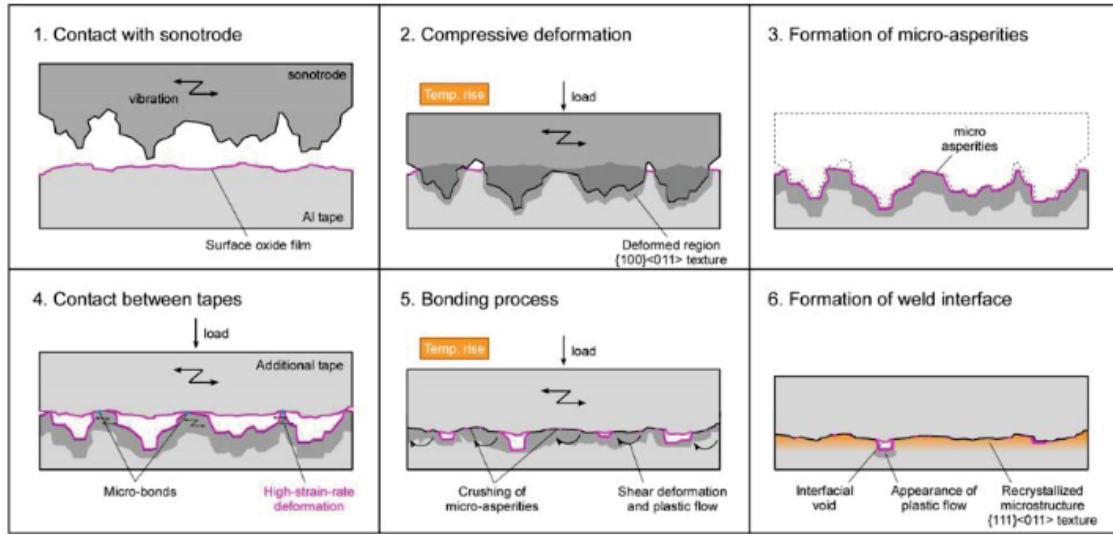 1. Contact with sonotrode
sonotrode
vibration
Al tape
Surface oxide film
2. Compressive deformation
Temp. rise
load
Deformed region
{100}<011> texture
3. Formation of micro-asperities
micro
asperities
4. Contact between tapes
load
Additional tape
Micro-bonds
High-strain-rate
deformation
5. Bonding process
Temp. rise
load
Crushing of
micro-asperities
Shear deformation
and plastic flow
6. Formation of weld interface
Interfacial
void
Appearance of
plastic flow
Recrystallized
microstructure
{111}<011> texture